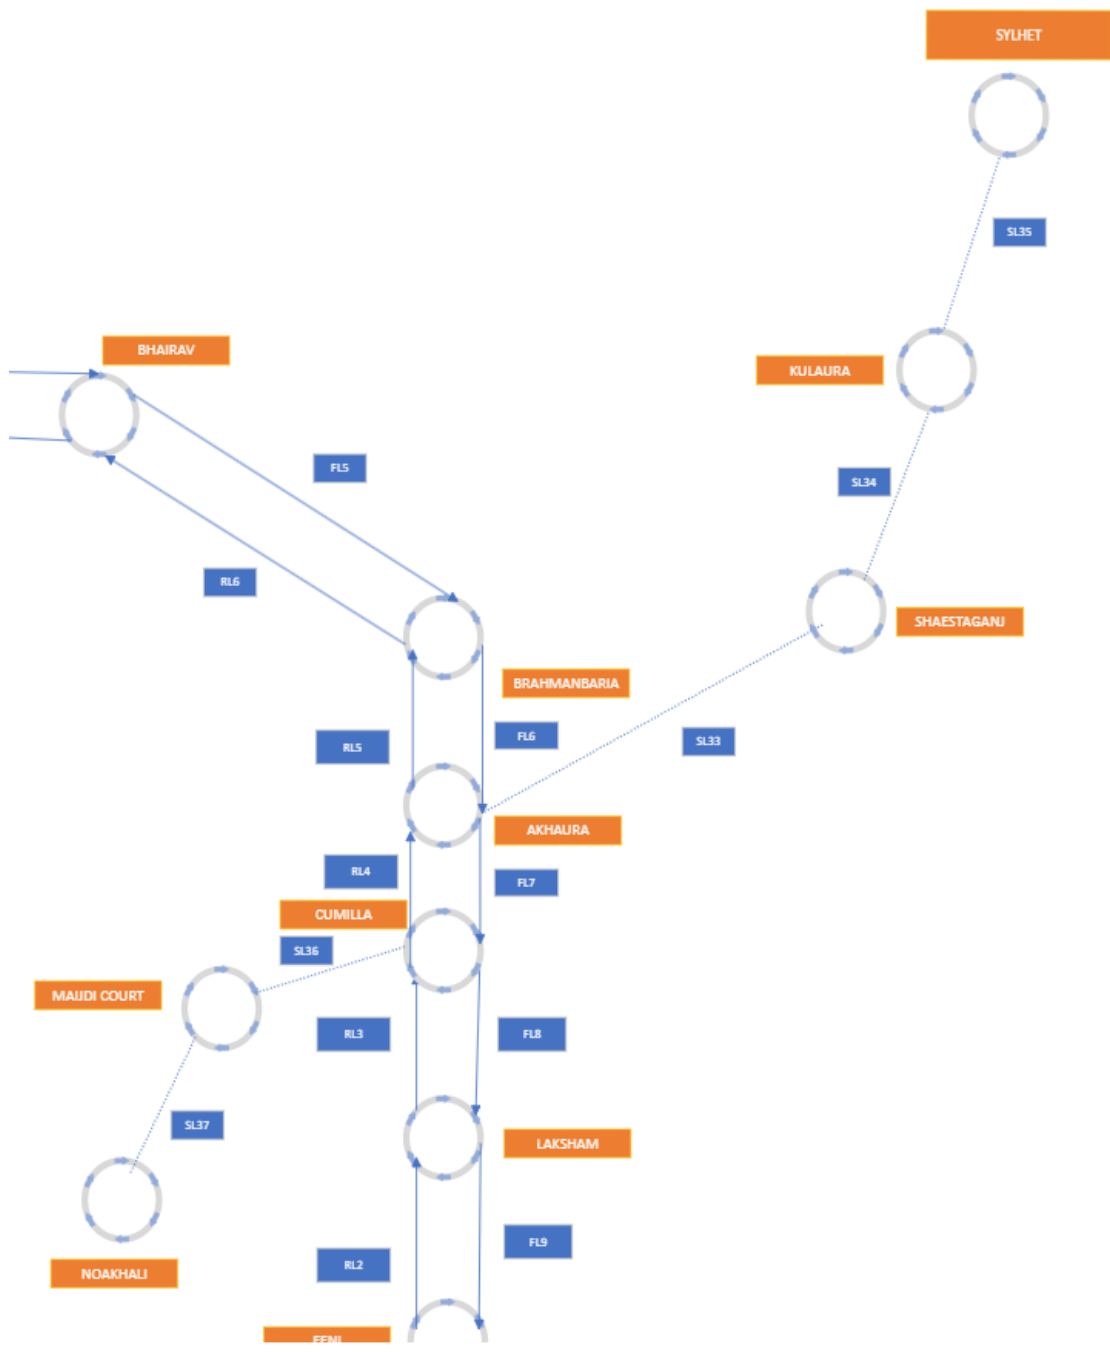 SYLHET
SL35
BHAIRAV
KULAURA
FL5
SL34
RL6
SHAESTAGANJ
BRAHMANBARIA
RL5
FL6
SL33
AKHAURA
RL4
FL7
CUMILLA
SL36
MAIJDI COURT
RL3
FL8
SL37
LAKSHAM
FL9
RL2
NOAKHALI
FENI